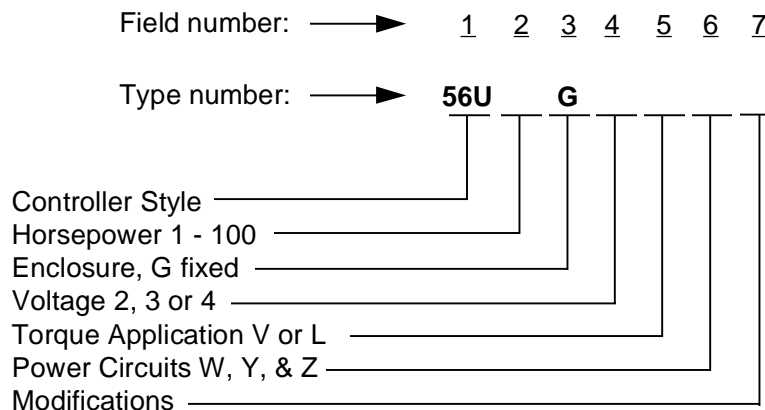 Field number: 1 2 3 4 5 6 7
Type number: 56U G
Controller Style
Horsepower 1 - 100
Enclosure, G fixed
Voltage 2, 3 or 4
Torque Application V or L
Power Circuits W, Y, & Z
Modifications